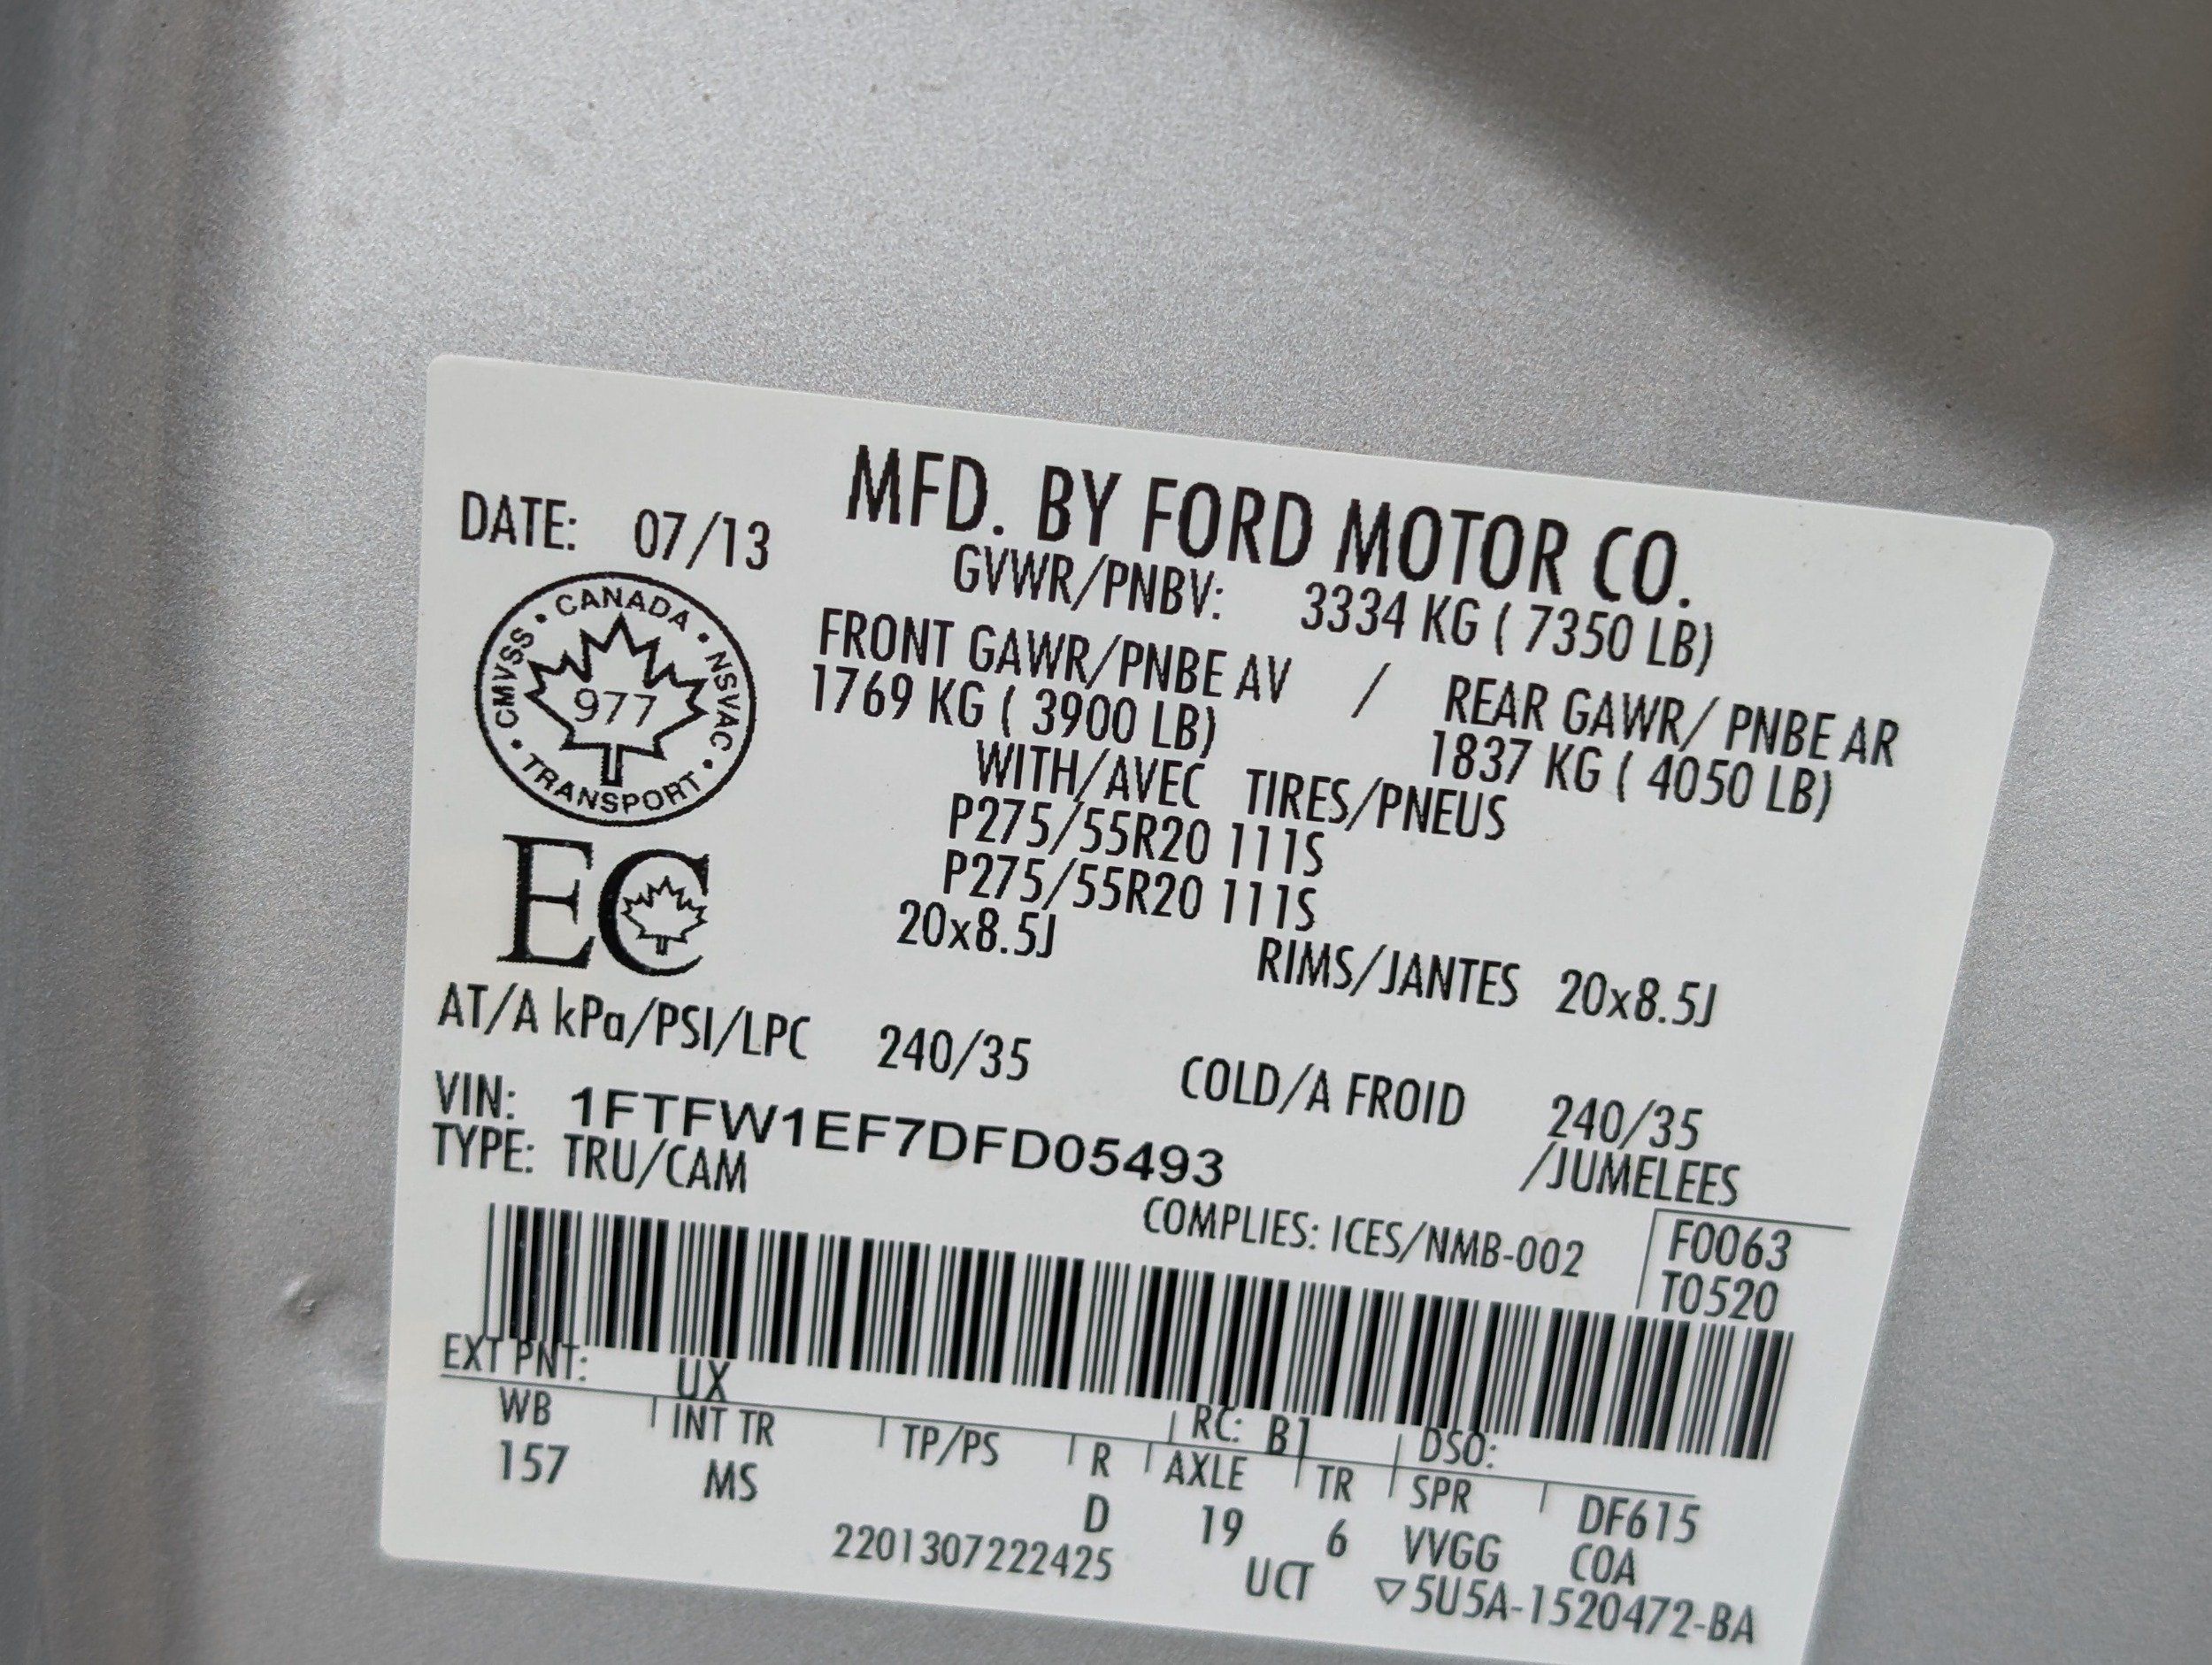 MFD. BY FORD MOTOR CO.
DATE: 07/13
GVWR/PNBV: 3334 KG ( 7350 LB)
FRONT GAWR/PNBE AV / REAR GAWR/ PNBE AR
1769 KG ( 3900 LB) 1837 KG ( 4050 LB)
WITH/AVEC TIRES/PNEUS
P275/55R20 111S
P275/55R20 111S
20x8.5J RIMS/JANTES 20x8.5J
CANADA • NSVAC • TRANSPORT • CMVSS •
977
EC
AT/A kPa/PSI/LPC 240/35 COLD/A FROID 240/35
/JUMELEES
VIN: 1FTFW1EF7DFD05493
TYPE: TRU/CAM
COMPLIES: ICES/NMB-002
F0063
T0520
EXT PNT: UX RC: B1 DSO:
WB INT TR TP/PS R AXLE TR SPR DF615
157 MS D 19 6 VVGG COA
2201307222425 UCT ▽5U5A-1520472-BA